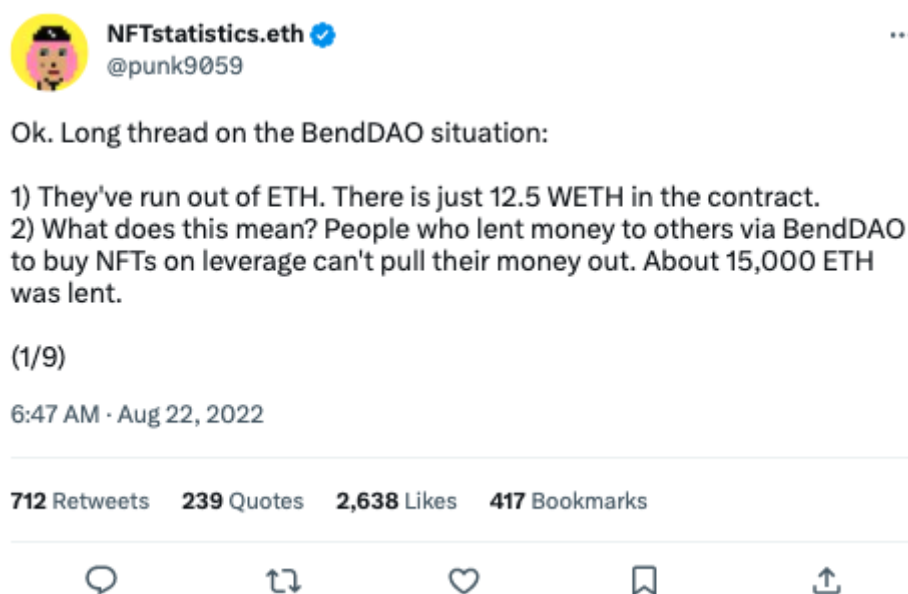 NFTstatistics.eth
@punk9059
Ok. Long thread on the BendDAO situation:
1) They've run out of ETH. There is just 12.5 WETH in the contract.
2) What does this mean? People who lent money to others via BendDAO
to buy NFTs on leverage can't pull their money out. About 15,000 ETH
was lent.
(1/9)
6:47 AM · Aug 22, 2022
712 Retweets 239 Quotes 2,638 Likes 417 Bookmarks